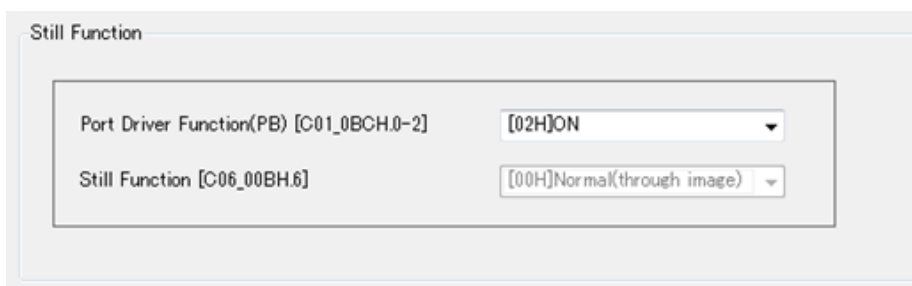 Still Function
Port Driver Function(PB) [C01_0BCH.0-2] [02H]ON
Still Function [C06_00BH.6] [00H]Normal(through image)